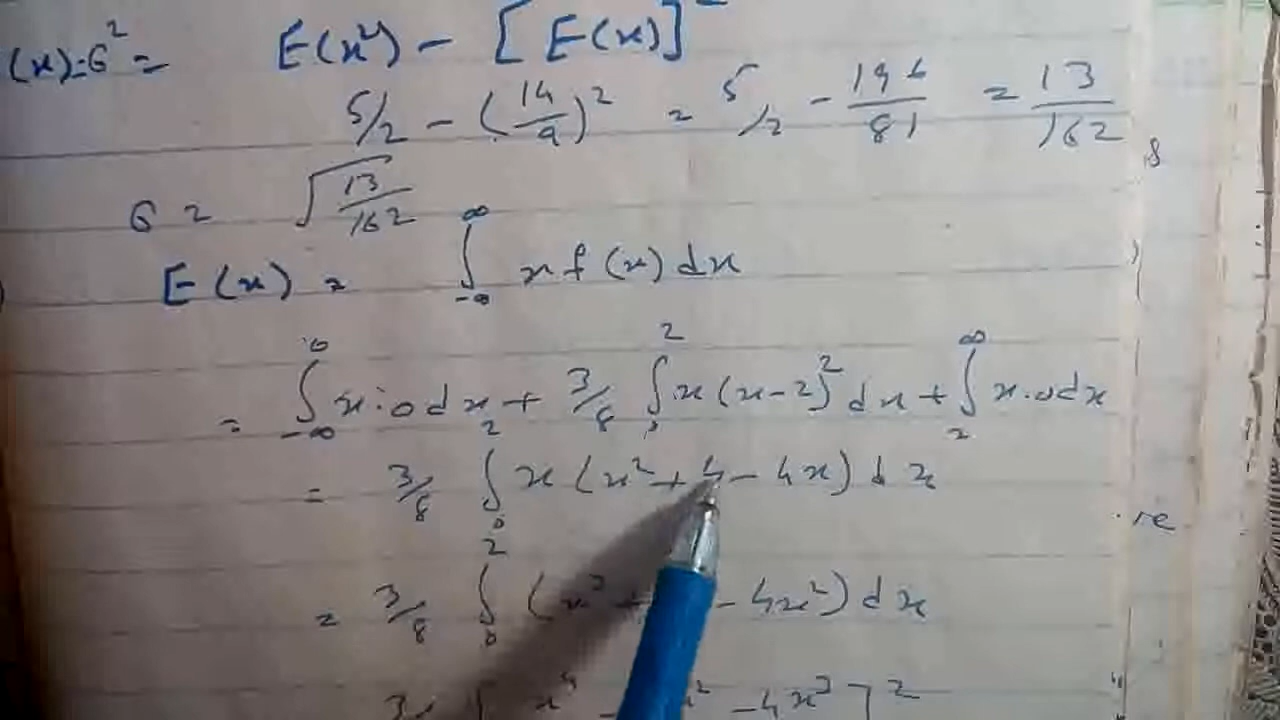 (x)=σ² = E(x²) - [E(x)]²
5/2 - (14/9)² = 5/2 - 196/81 = 13/162
σ = √13/162
E(x) = ∫_{-∞}^{∞} x f(x) dx
= ∫_{-∞}^{0} x·0 dx + 3/8 ∫_{0}^{2} x(x-2)² dx + ∫_{2}^{∞} x·0 dx
= 3/8 ∫_{0}^{2} x(x²+4-4x) dx
= 3/8 ∫_{0}^{2} (x³ + - 4x²) dx
-4x³]²